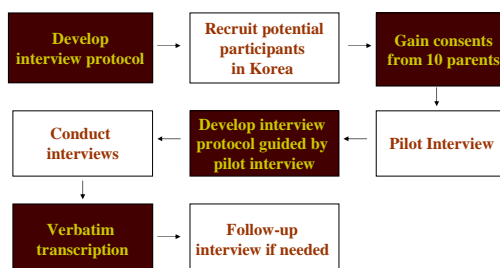 Develop
interview protocol
Recruit potential
participants
in Korea
Gain consents
from 10 parents
Pilot Interview
Develop interview
protocol guided by
pilot interview
Conduct
interviews
Verbatim
transcription
Follow-up
interview if needed